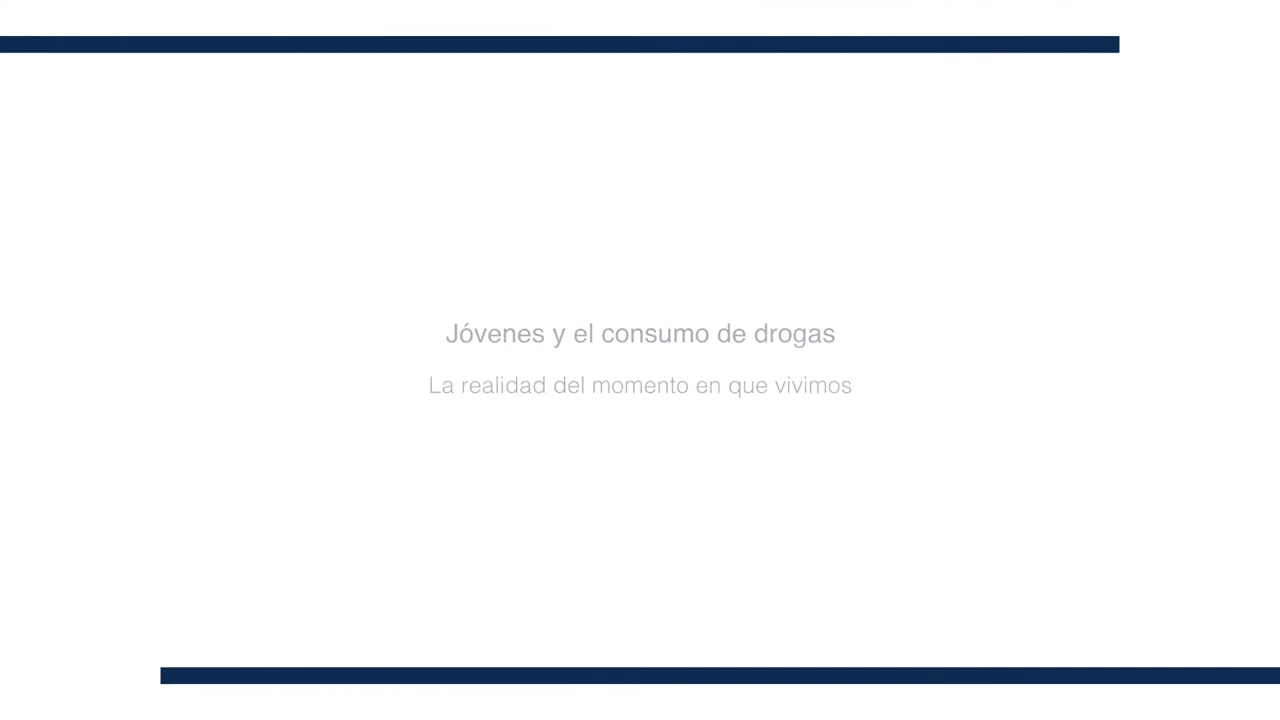 Jóvenes y el consumo de drogas
La realidad del momento en que vivimos